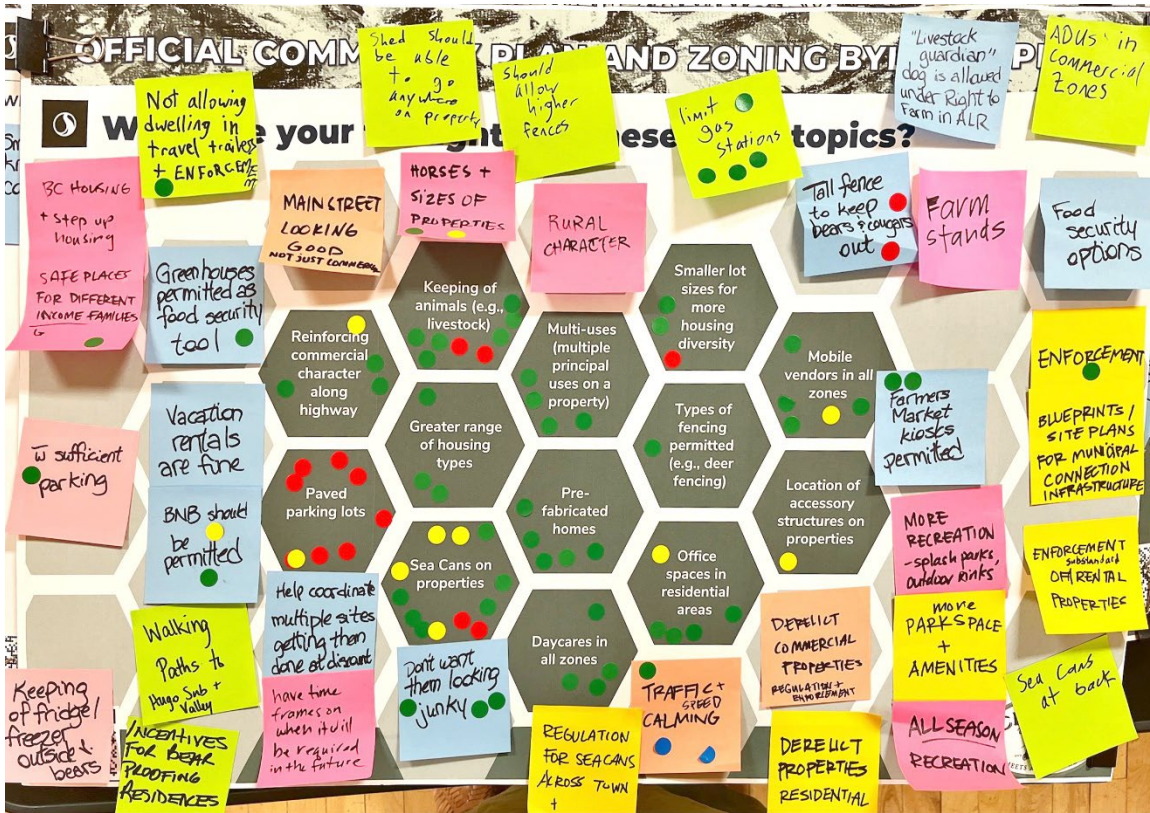 OFFICIAL COMM
PLAN AND ZONING BY
Shed Should
be able
to go
anywhere
on property
Should
allow
higher
fences
limit
gas
stations
"Livestock
guardian"
dog is allowed
under Right to
Farm in ALR
ADUs in
Commercial
Zones
Not allowing
dwelling in
travel trailers
+ ENFORCEMENT
e your
these
topics?
BC HOUSING
+ step up
housing
SAFE PLACES
FOR DIFFERENT
INCOME FAMILIES
MAINSTREET
LOOKING
GOOD
NOT JUST COMMERCIAL
HORSES +
SIZES OF
PROPERTIES
RURAL
CHARACTER
Tall fence
to keep
bears & cougars
out
Farm
stands
Food
security
options
Greenhouses
permitted as
food security
tool
Reinforcing
commercial
character
along
highway
Keeping of
animals (e.g.,
livestock)
Multi-uses
(multiple
principal
uses on a
property)
Smaller lot
sizes for
more
housing
diversity
Mobile
vendors in all
zones
Farmers
Market
kiosks
permitted
ENFORCEMENT
BLUEPRINTS /
SITE PLANS
FOR MUNICIPAL
CONNECTION
INFRASTRUCTURE
Vacation
rentals
are fine
Greater range
of housing
types
Types of
fencing
permitted
(e.g., deer
fencing)
w sufficient
parking
BNB should
be
permitted
Paved
parking lots
Pre-
fabricated
homes
Location of
accessory
structures on
properties
MORE
RECREATION
-splash parks,
outdoor rinks
ENFORCEMENT
substandard
OF RENTAL
PROPERTIES
Sea Cans on
properties
Office
spaces in
residential
areas
Walking
Paths to
Hugo Sub +
Valley
Help coordinate
multiple sites
getting them
done at discount
Daycares in
all zones
DERELICT
COMMERCIAL
PROPERTIES
REGULATION +
ENFORCEMENT
more
PARKSPACE
+
AMENITIES
Sea Cans
at back
Keeping
of fridge/
freezer
outside
bears
INCENTIVES
FOR BEAR
PROOFING
RESIDENCES
have time
frames on
when it will
be required
in the future
Don't want
them looking
junky
REGULATION
FOR SEACANS
ACROSS TOWN
+
TRAFFIC +
SPEED
CALMING
DERELICT
PROPERTIES
RESIDENTIAL
ALL SEASON
RECREATION